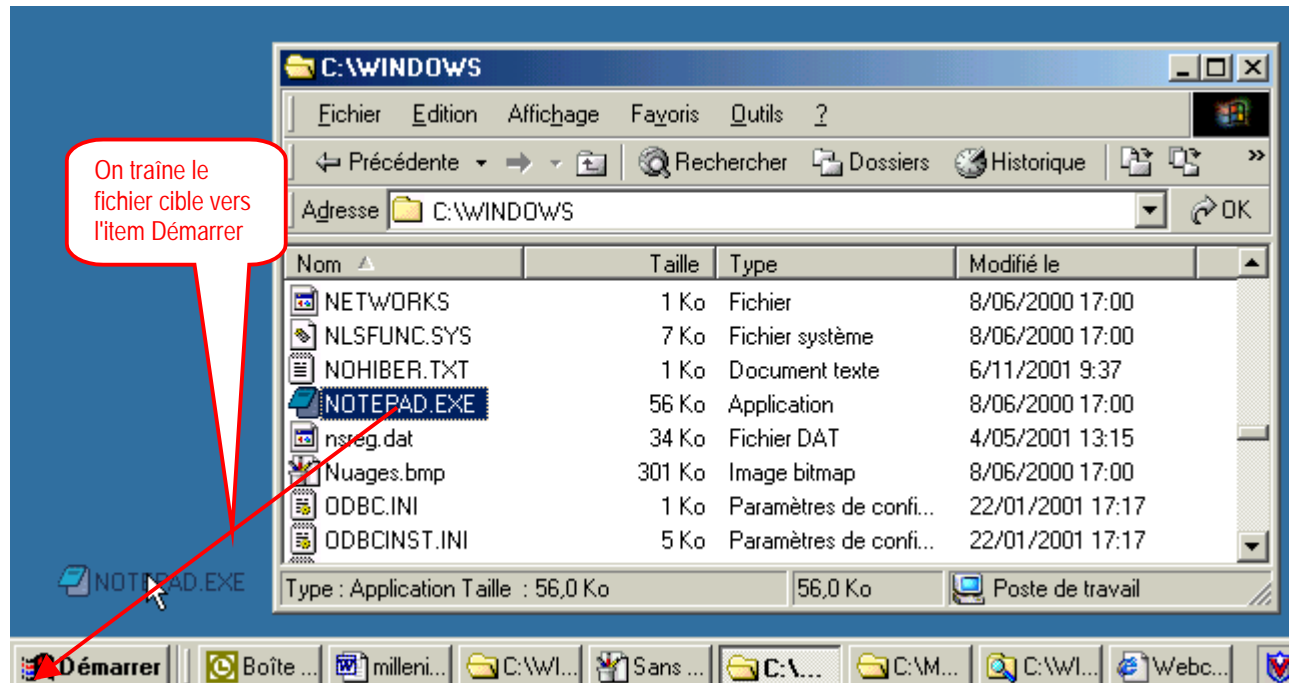 C:\WINDOWS
Fichier Edition Affichage Favoris Outils ?
Précédente Rechercher Dossiers Historique »
Adresse C:\WINDOWS OK
On traîne le
fichier cible vers
l'item Démarrer
Nom Taille Type Modifié le
NETWORKS 1 Ko Fichier 8/06/2000 17:00
NLSFUNC.SYS 7 Ko Fichier système 8/06/2000 17:00
NOHIBER.TXT 1 Ko Document texte 6/11/2001 9:37
NOTEPAD.EXE 56 Ko Application 8/06/2000 17:00
nsreg.dat 34 Ko Fichier DAT 4/05/2001 13:15
Nuages.bmp 301 Ko Image bitmap 8/06/2000 17:00
ODBC.INI 1 Ko Paramètres de confi... 22/01/2001 17:17
ODBCINST.INI 5 Ko Paramètres de confi... 22/01/2001 17:17
NOTEPAD.EXE
Type : Application Taille : 56,0 Ko 56,0 Ko Poste de travail
Démarrer Boîte ... milleni... C:\WI... Sans ... C:\... C:\M... C:\WI... Webc...